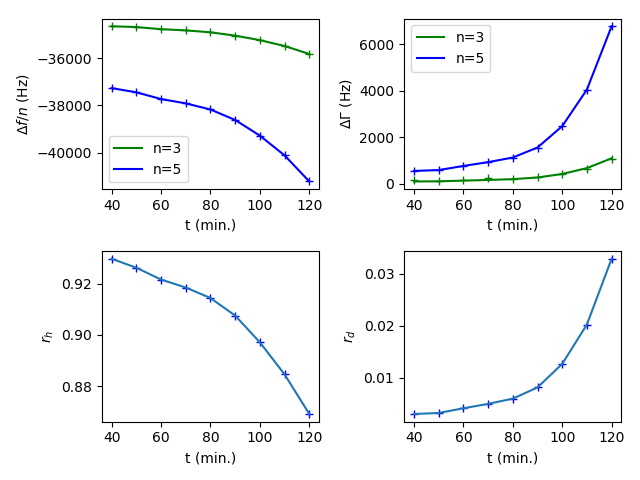 Δf/n (Hz)
−36000
−38000
−40000
n=3
n=5
40 60 80 100 120
t (min.)
ΔΓ (Hz)
6000
4000
2000
0
n=3
n=5
40 60 80 100 120
t (min.)
r_h
0.92
0.90
0.88
40 60 80 100 120
t (min.)
r_d
0.03
0.02
0.01
40 60 80 100 120
t (min.)